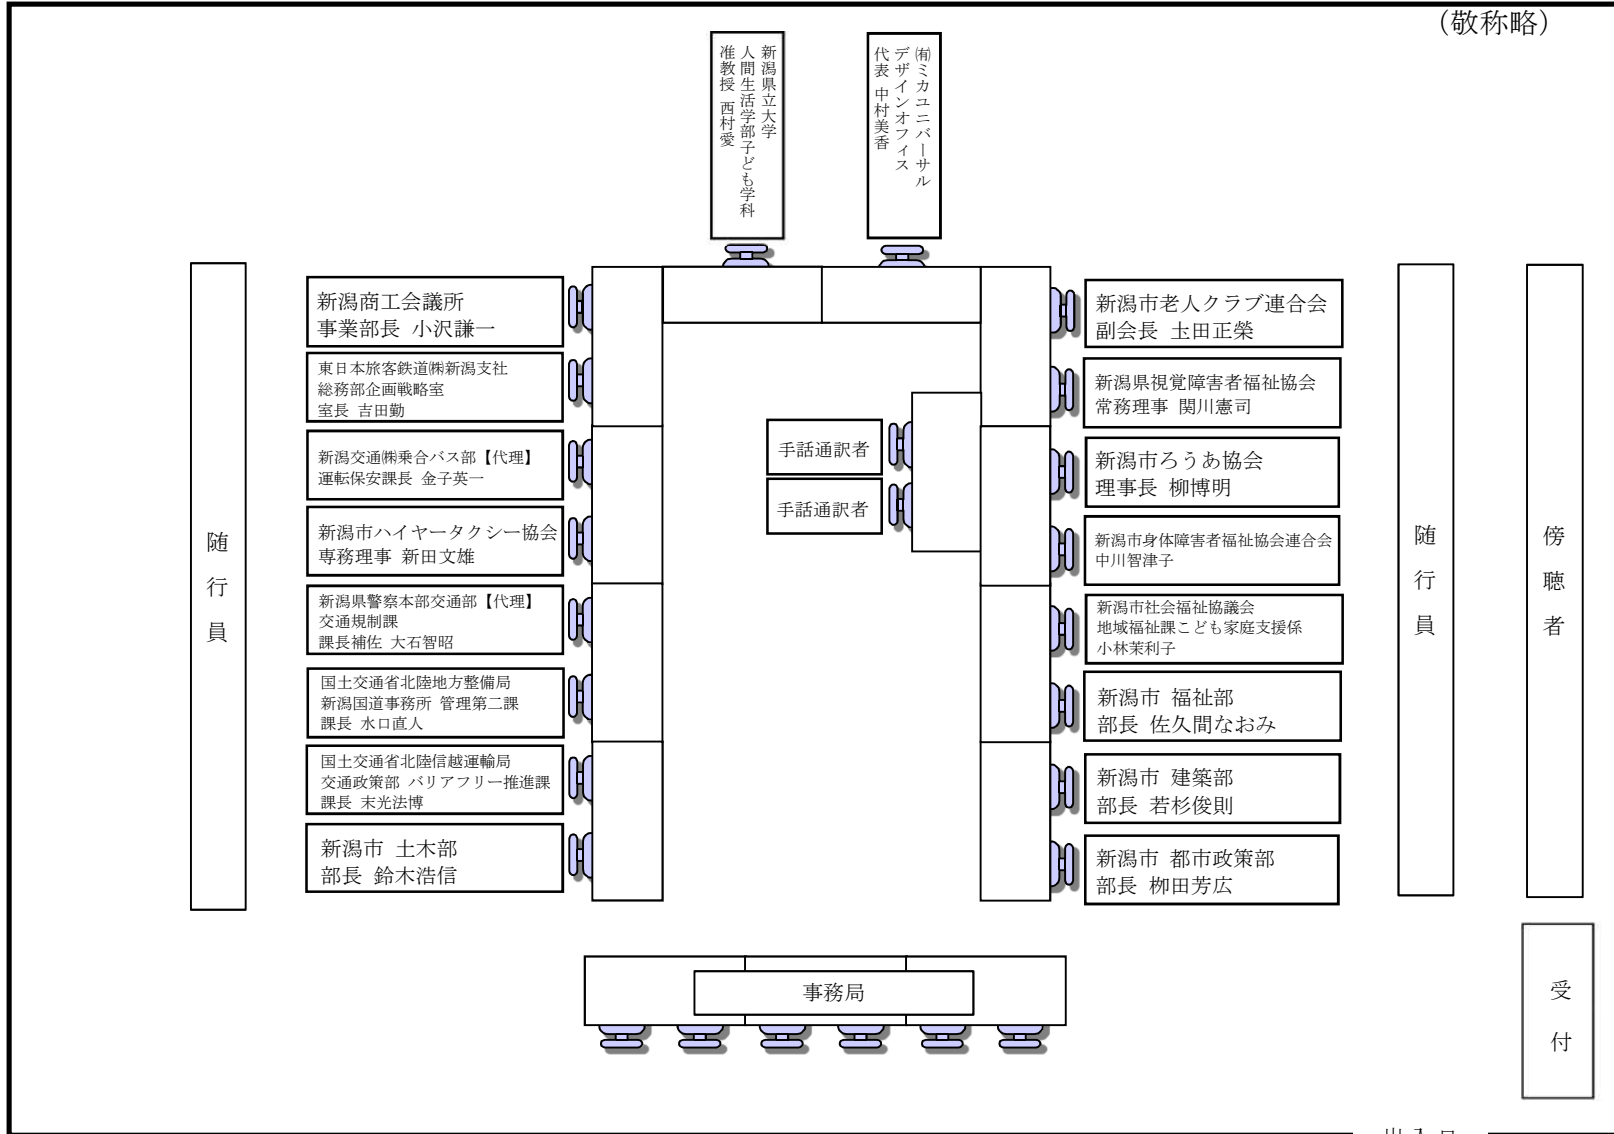 (敬称略)
新潟県立大学
人間生活学部子ども学科
准教授 西村愛
㈲ミカユニバーサル
デザインオフィス
代表 中村美香
新潟商工会議所
事業部長 小沢謙一
東日本旅客鉄道㈱新潟支社
総務部企画戦略室
室長 吉田勤
新潟交通㈱乗合バス部【代理】
運転保安課長 金子英一
新潟市ハイヤータクシー協会
専務理事 新田文雄
新潟県警察本部交通部【代理】
交通規制課
課長補佐 大石智昭
国土交通省北陸地方整備局
新潟国道事務所 管理第二課
課長 水口直人
国土交通省北陸信越運輸局
交通政策部 バリアフリー推進課
課長 末光法博
新潟市 土木部
部長 鈴木浩信
新潟市老人クラブ連合会
副会長 圡田正榮
新潟県視覚障害者福祉協会
常務理事 関川憲司
新潟市ろうあ協会
理事長 柳博明
新潟市身体障害者福祉協会連合会
中川智津子
新潟市社会福祉協議会
地域福祉課こども家庭支援係
小林茉利子
新潟市 福祉部
部長 佐久間なおみ
新潟市 建築部
部長 若杉俊則
新潟市 都市政策部
部長 栁田芳広
手話通訳者
手話通訳者
随行員
随行員
傍聴者
事務局
受付